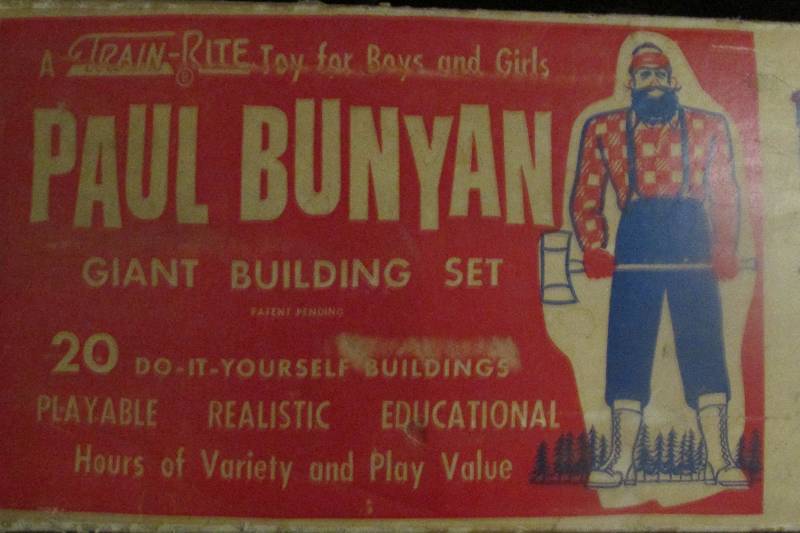 A TRAIN-RITE® Toy for Boys and Girls
PAUL BUNYAN
GIANT BUILDING SET
PATENT PENDING
20 DO-IT-YOURSELF BUILDINGS
PLAYABLE REALISTIC EDUCATIONAL
Hours of Variety and Play Value